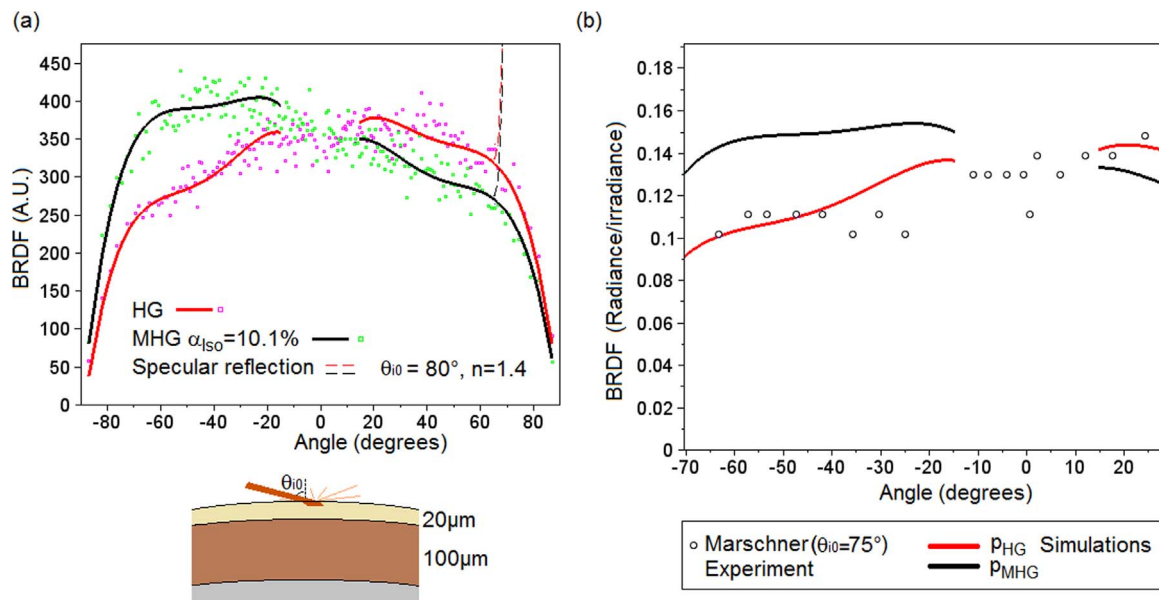 (a)
450
400
350
300
250
200
150
100
50
0
BRDF (A.U.)
HG
MHG αIso=10.1%
Specular reflection θi0 = 80°, n=1.4
-80 -60 -40 -20 0 20 40 60 80
Angle (degrees)
θi0
20µm
100µm
(b)
0.18
0.16
0.14
0.12
0.1
0.08
0.06
0.04
0.02
0
BRDF (Radiance/irradiance)
-70 -60 -50 -40 -30 -20 -10 0 10 20
Angle (degrees)
Marschner(θi0=75°)
Experiment
pHG Simulations
pMHG